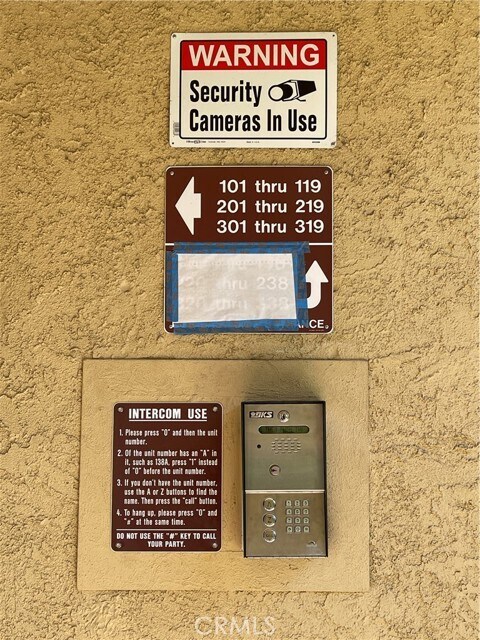 WARNING
Security
Cameras In Use
101 thru 119
201 thru 219
301 thru 319
thru 238
NCE
DKS
INTERCOM USE
1. Please press "0" and then the unit
number.
2. Of the unit number has an "A" in
it, such as 138A, press "1" instead
of "0" before the unit number.
3. If you don't have the unit number,
use the A or Z buttons to find the
name. Then press the "call" button.
4. To hang up, please press "0" and
"#" at the same time.
DO NOT USE THE "#" KEY TO CALL
YOUR PARTY.
CRMLS